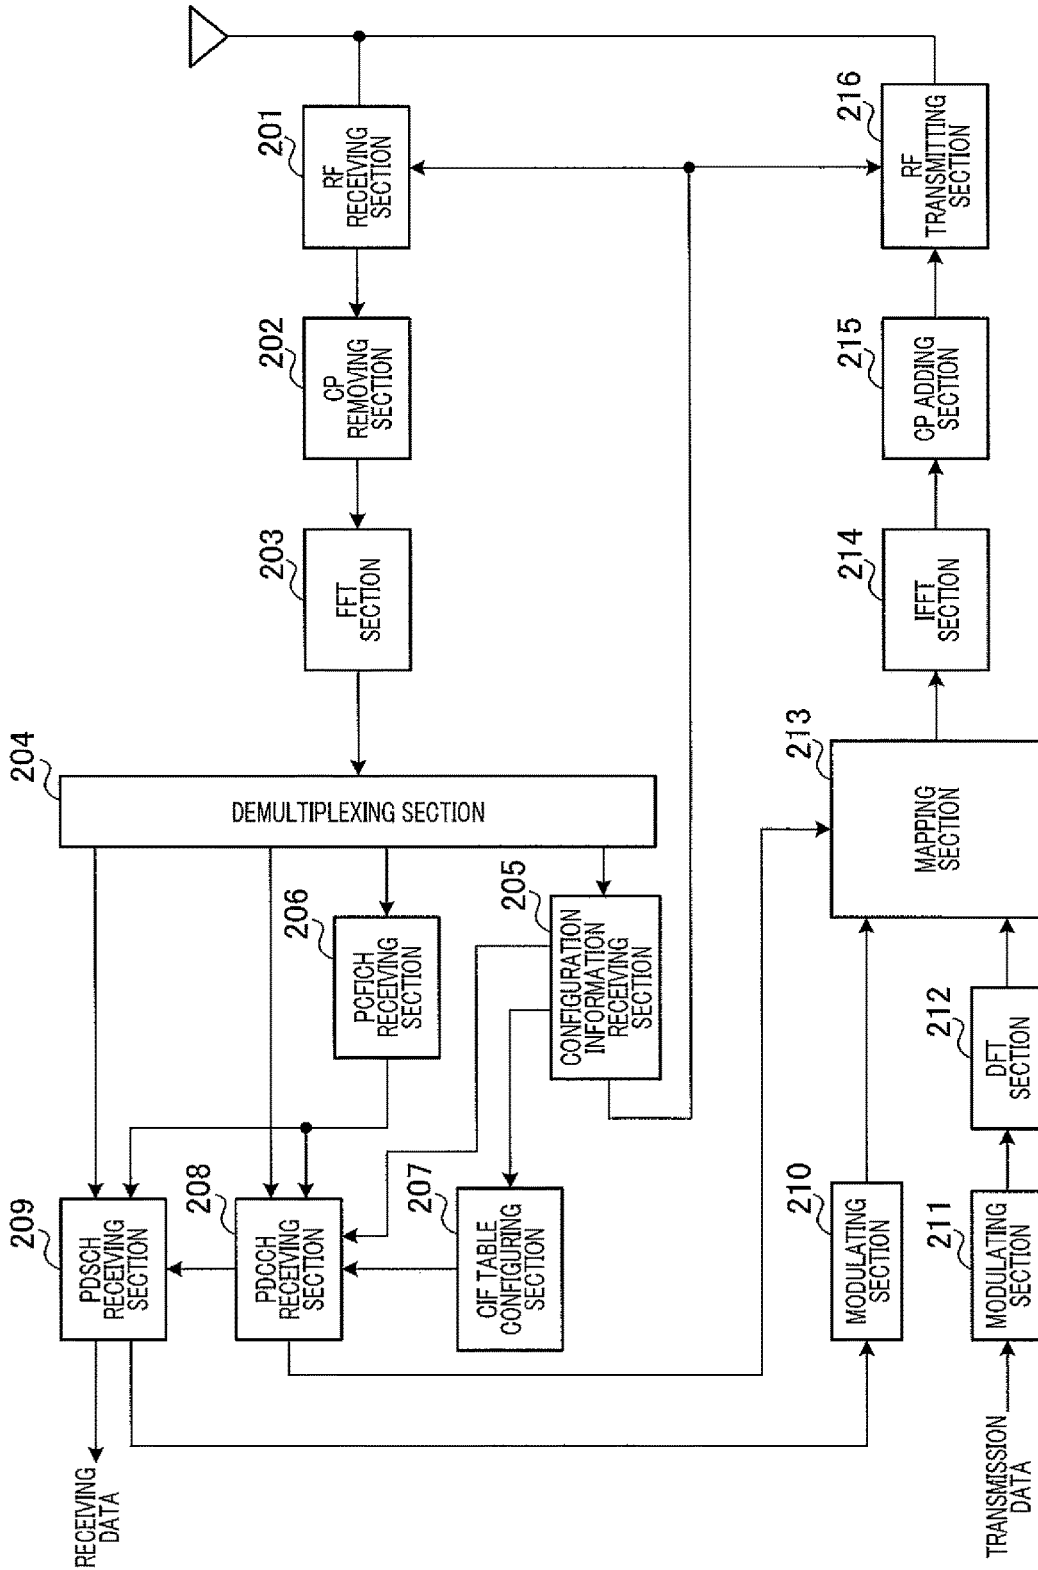 201
RF
RECEIVING
SECTION
202
CP
REMOVING
SECTION
203
FFT
SECTION
204
DEMULTIPLEXING SECTION
205
CONFIGURATION
INFORMATION
RECEIVING
SECTION
206
PCFICH
RECEIVING
SECTION
207
CIF TABLE
CONFIGURING
SECTION
208
PDCCH
RECEIVING
SECTION
209
PDSCH
RECEIVING
SECTION
RECEIVING
DATA
210
MODULATING
SECTION
211
MODULATING
SECTION
TRANSMISSION
DATA
212
DFT
SECTION
213
MAPPING
SECTION
214
IFFT
SECTION
215
CP ADDING
SECTION
216
RF
TRANSMITTING
SECTION